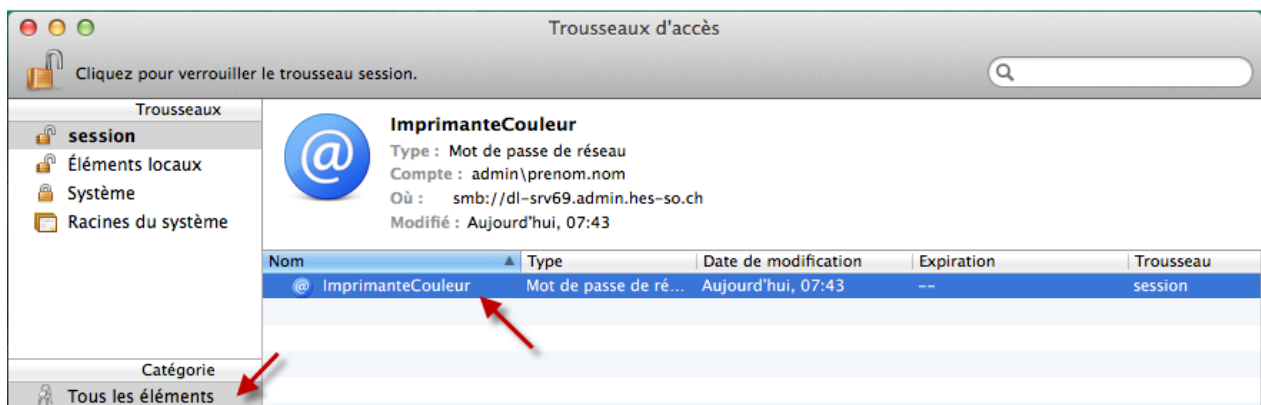 Trousseaux d'accès
Cliquez pour verrouiller le trousseau session.
Trousseaux
session
Éléments locaux
Système
Racines du système
ImprimanteCouleur
Type : Mot de passe de réseau
Compte : admin\prenom.nom
Où : smb://dl-srv69.admin.hes-so.ch
Modifié : Aujourd'hui, 07:43
Nom Type Date de modification Expiration Trousseau
@ ImprimanteCouleur Mot de passe de ré... Aujourd'hui, 07:43 -- session
Catégorie
Tous les éléments